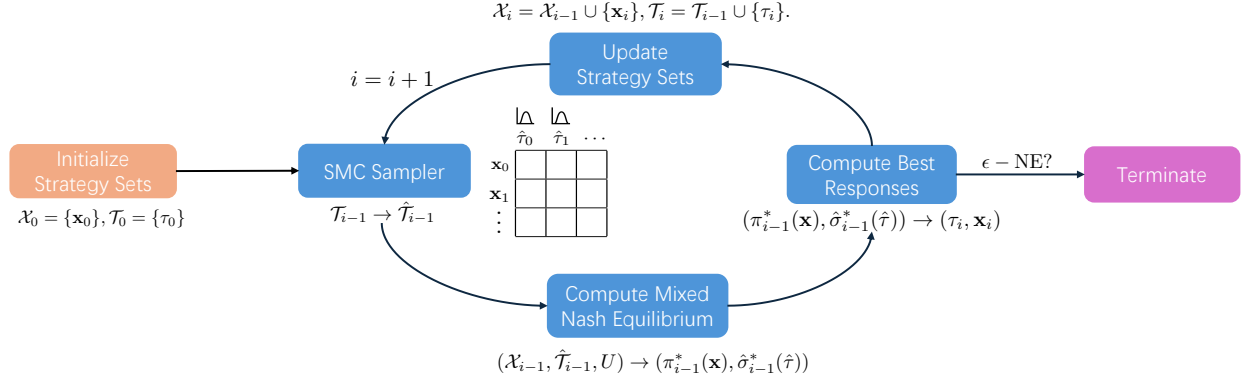 𝒳_i = 𝒳_{i−1} ∪ {𝐱_i}, 𝒯_i = 𝒯_{i−1} ∪ {τ_i}.
Update
Strategy Sets
i = i + 1
Initialize
Strategy Sets
𝒳_0 = {𝐱_0}, 𝒯_0 = {τ_0}
SMC Sampler
𝒯_{i−1} → 𝒯̂_{i−1}
τ̂_0 τ̂_1 ⋯
𝐱_0
𝐱_1
⋮
Compute Best
Responses
(π*_{i−1}(𝐱), σ̂*_{i−1}(τ̂)) → (τ_i, 𝐱_i)
ϵ − NE?
Terminate
Compute Mixed
Nash Equilibrium
(𝒳_{i−1}, 𝒯̂_{i−1}, U) → (π*_{i−1}(𝐱), σ̂*_{i−1}(τ̂))